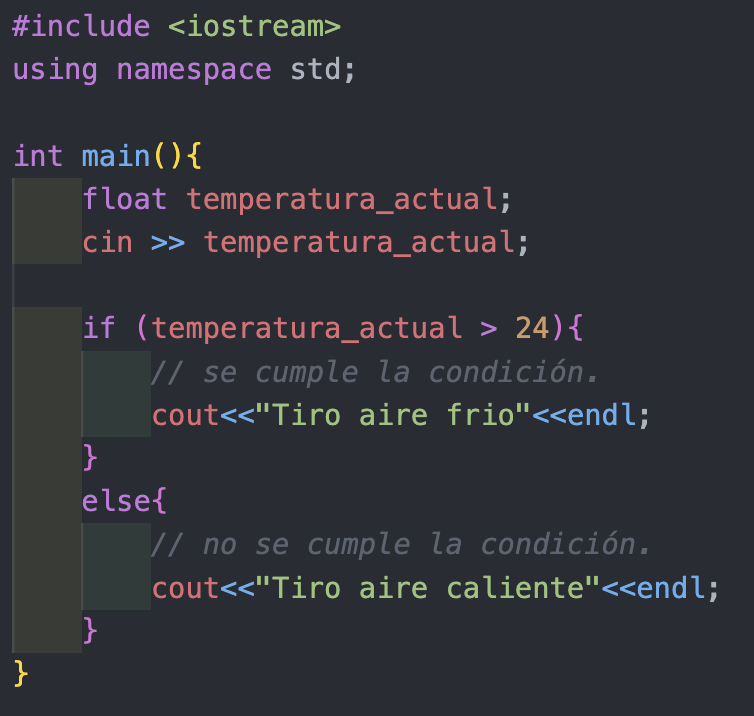 #include <iostream>
using namespace std;
int main(){
float temperatura_actual;
cin >> temperatura_actual;
if (temperatura_actual > 24){
// se cumple la condición.
cout<<"Tiro aire frio"<<endl;
}
else{
// no se cumple la condición.
cout<<"Tiro aire caliente"<<endl;
}
}